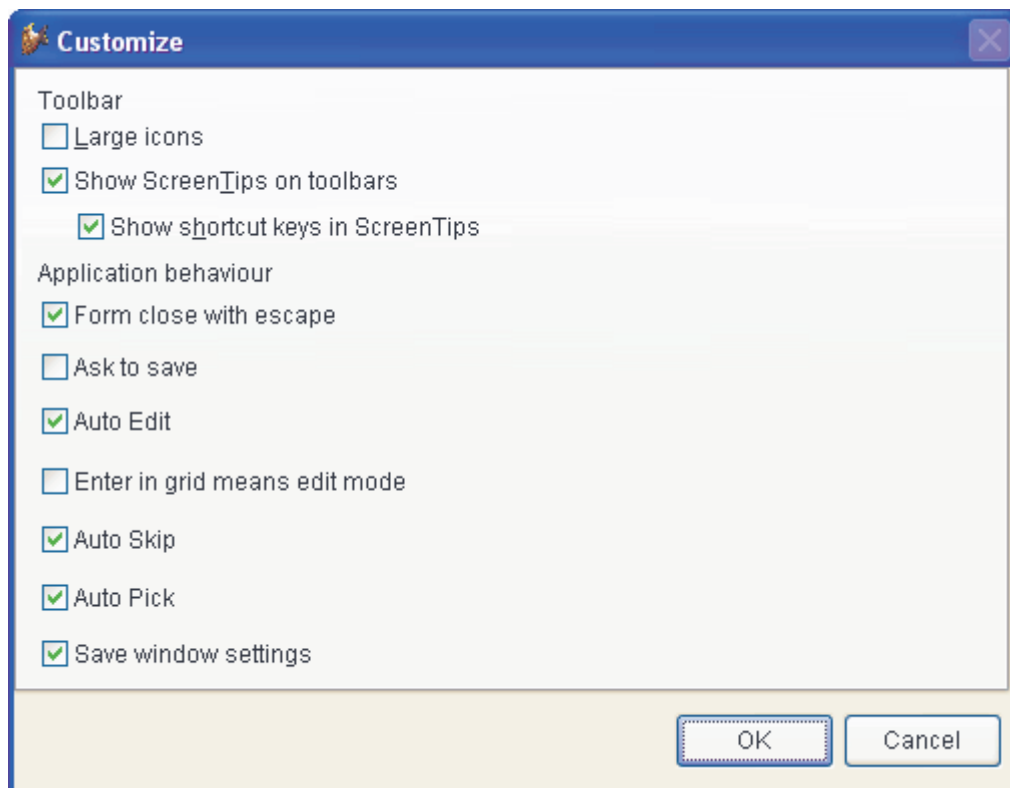 Customize
Toolbar
Large icons
Show ScreenTips on toolbars
Show shortcut keys in ScreenTips
Application behaviour
Form close with escape
Ask to save
Auto Edit
Enter in grid means edit mode
Auto Skip
Auto Pick
Save window settings
OK Cancel